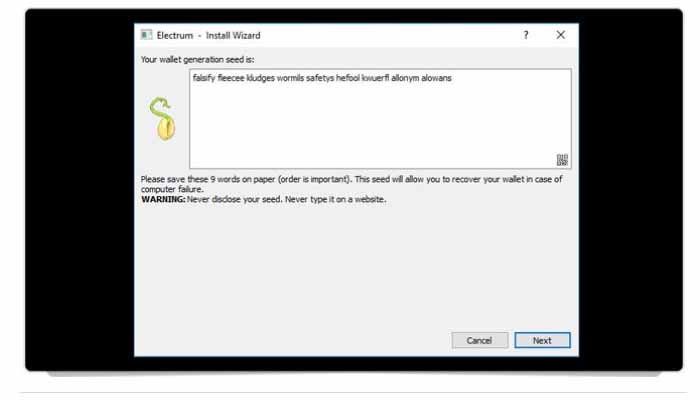 Electrum - Install Wizard
Your wallet generation seed is:
falsify fleecee kludges wormils safetys hefool kwuerfl allonym alowans
Please save these 9 words on paper (order is important). This seed will allow you to recover your wallet in case of
computer failure.
WARNING: Never disclose your seed. Never type it on a website.
Cancel Next